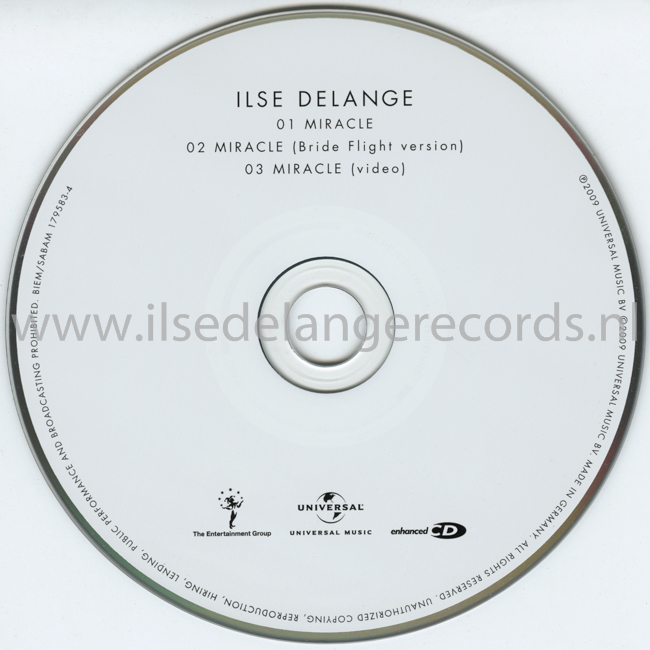 ILSE DELANGE
01 MIRACLE
02 MIRACLE (Bride Flight version)
03 MIRACLE (video)
www.ilsedelangerecords.nl
The Entertainment Group
UNIVERSAL
UNIVERSAL MUSIC
enhanced CD
℗2009 UNIVERSAL MUSIC BV ©2009 UNIVERSAL MUSIC BV. MADE IN GERMANY. ALL RIGHTS RESERVED. UNAUTHORIZED COPYING, REPRODUCTION, HIRING, LENDING, PUBLIC PERFORMANCE AND BROADCASTING PROHIBITED. BIEM/SABAM 179583-4